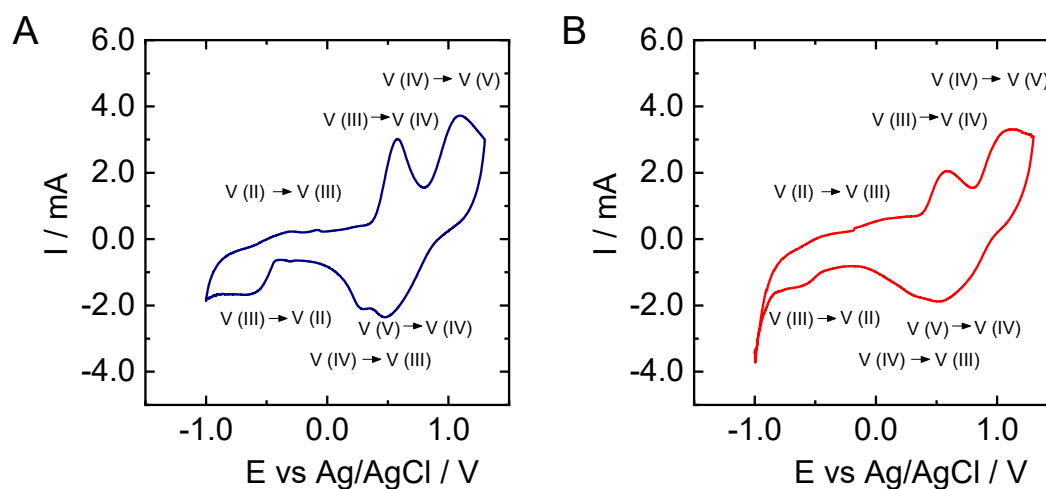 A
6.0
4.0
2.0
0.0
-2.0
-4.0
I / mA
V (IV) → V (V)
V (III) → V (IV)
V (II) → V (III)
V (III) → V (II)
V (V) → V (IV)
V (IV) → V (III)
-1.0 0.0 1.0
E vs Ag/AgCl / V
B
6.0
4.0
2.0
0.0
-2.0
-4.0
I / mA
V (IV) → V (V)
V (III) → V (IV)
V (II) → V (III)
V (III) → V (II)
V (V) → V (IV)
V (IV) → V (III)
-1.0 0.0 1.0
E vs Ag/AgCl / V